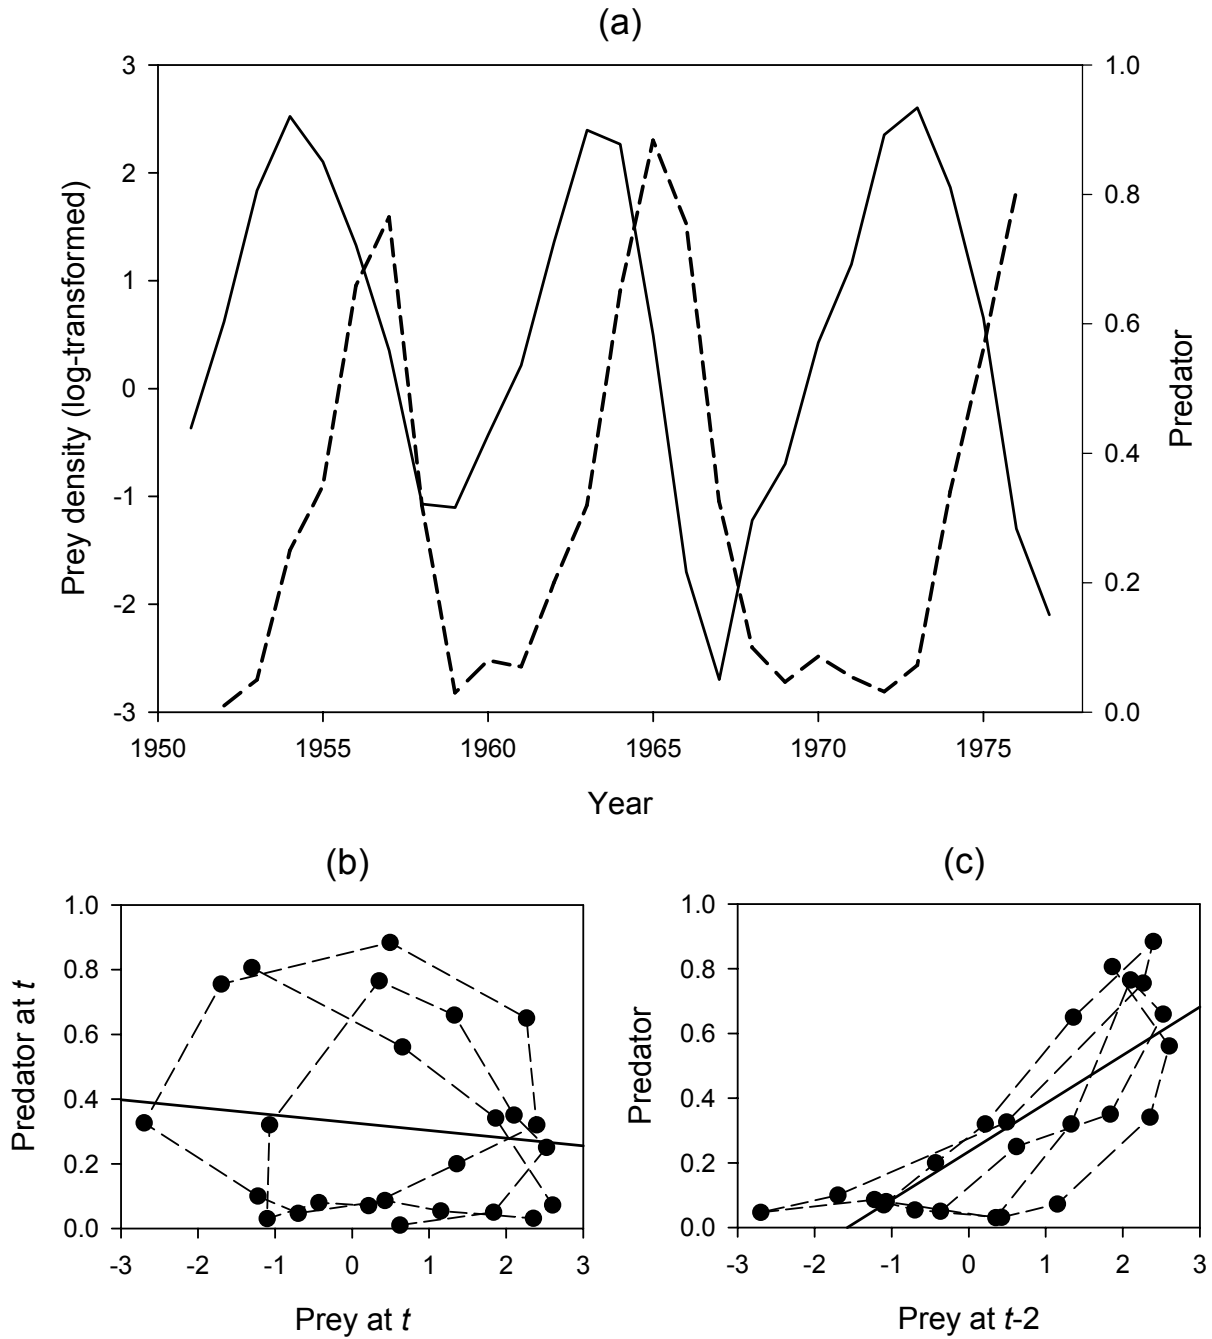 (a)
3
2
1
0
-1
-2
-3
Prey density (log-transformed)
1.0
0.8
0.6
0.4
0.2
0.0
Predator
1950 1955 1960 1965 1970 1975
Year
(b)
1.0
0.8
0.6
0.4
0.2
0.0
Predator at t
-3 -2 -1 0 1 2 3
Prey at t
(c)
1.0
0.8
0.6
0.4
0.2
0.0
Predator
-3 -2 -1 0 1 2 3
Prey at t-2